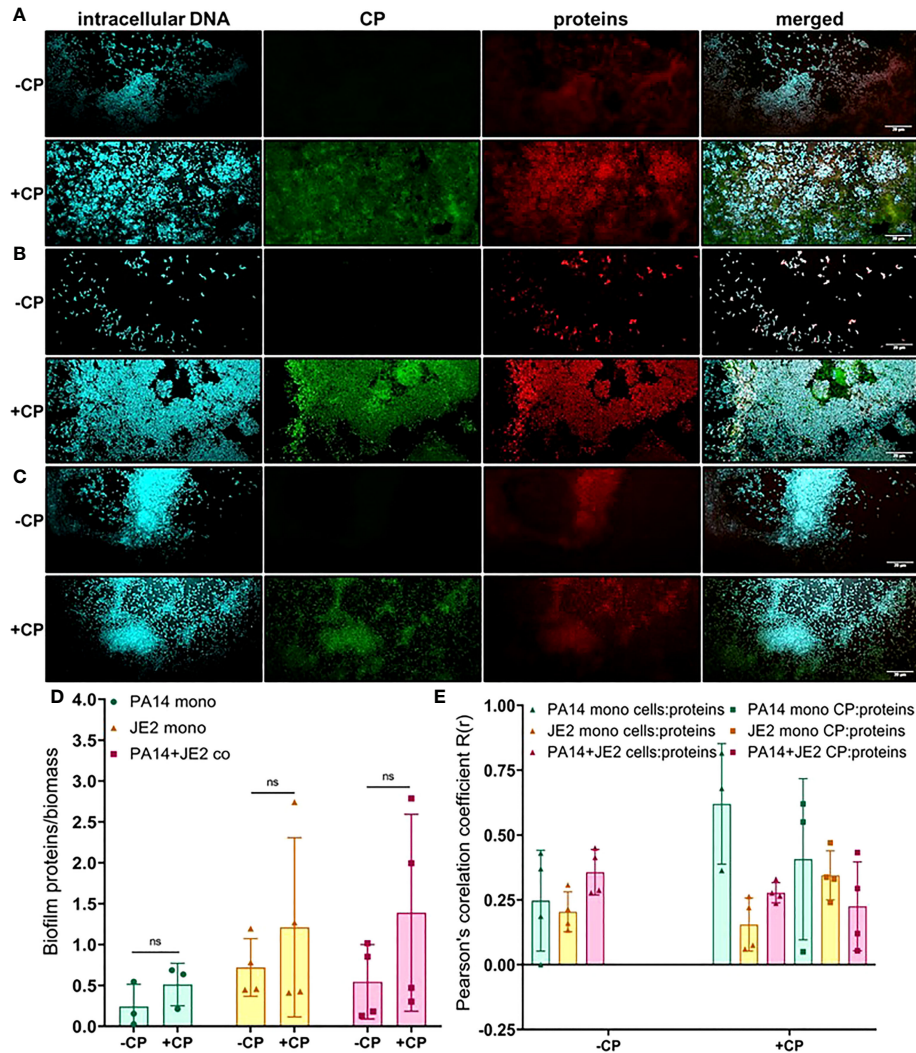 A
intracellular DNA CP proteins merged
-CP
+CP
B
-CP
+CP
C
-CP
+CP
D
Biofilm proteins/biomass
4.0
3.5
3.0
2.5
2.0
1.5
1.0
0.5
0.0
PA14 mono
JE2 mono
PA14+JE2 co
ns ns ns
-CP +CP -CP +CP -CP +CP
E
Pearson's corelation coefficient R(r)
1.00
0.75
0.50
0.25
0.00
-0.25
PA14 mono cells:proteins PA14 mono CP:proteins
JE2 mono cells:proteins JE2 mono CP:proteins
PA14+JE2 cells:proteins PA14+JE2 CP:proteins
-CP +CP